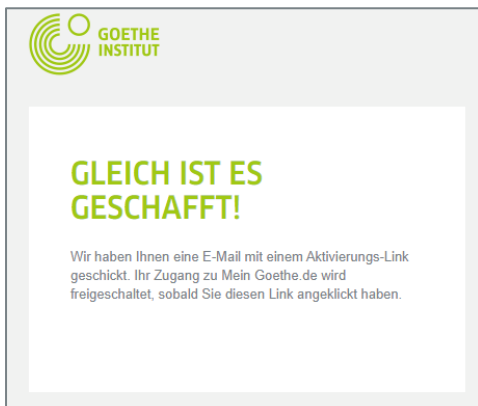 GOETHE
INSTITUT
GLEICH IST ES
GESCHAFFT!
Wir haben Ihnen eine E-Mail mit einem Aktivierungs-Link
geschickt. Ihr Zugang zu Mein Goethe.de wird
freigeschaltet, sobald Sie diesen Link angeklickt haben.